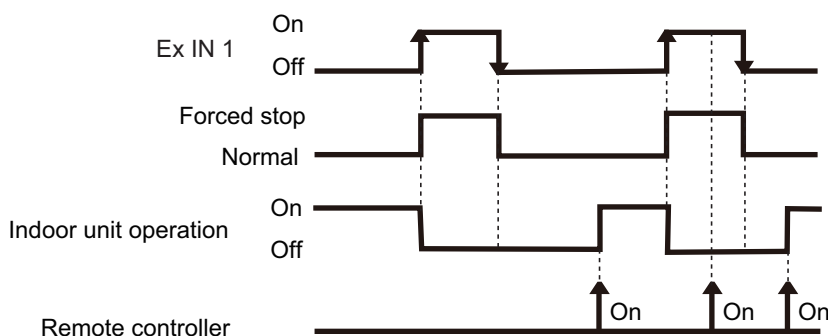 On
Ex IN 1
Off
Forced stop
Normal
On
Indoor unit operation
Off
On On On
Remote controller